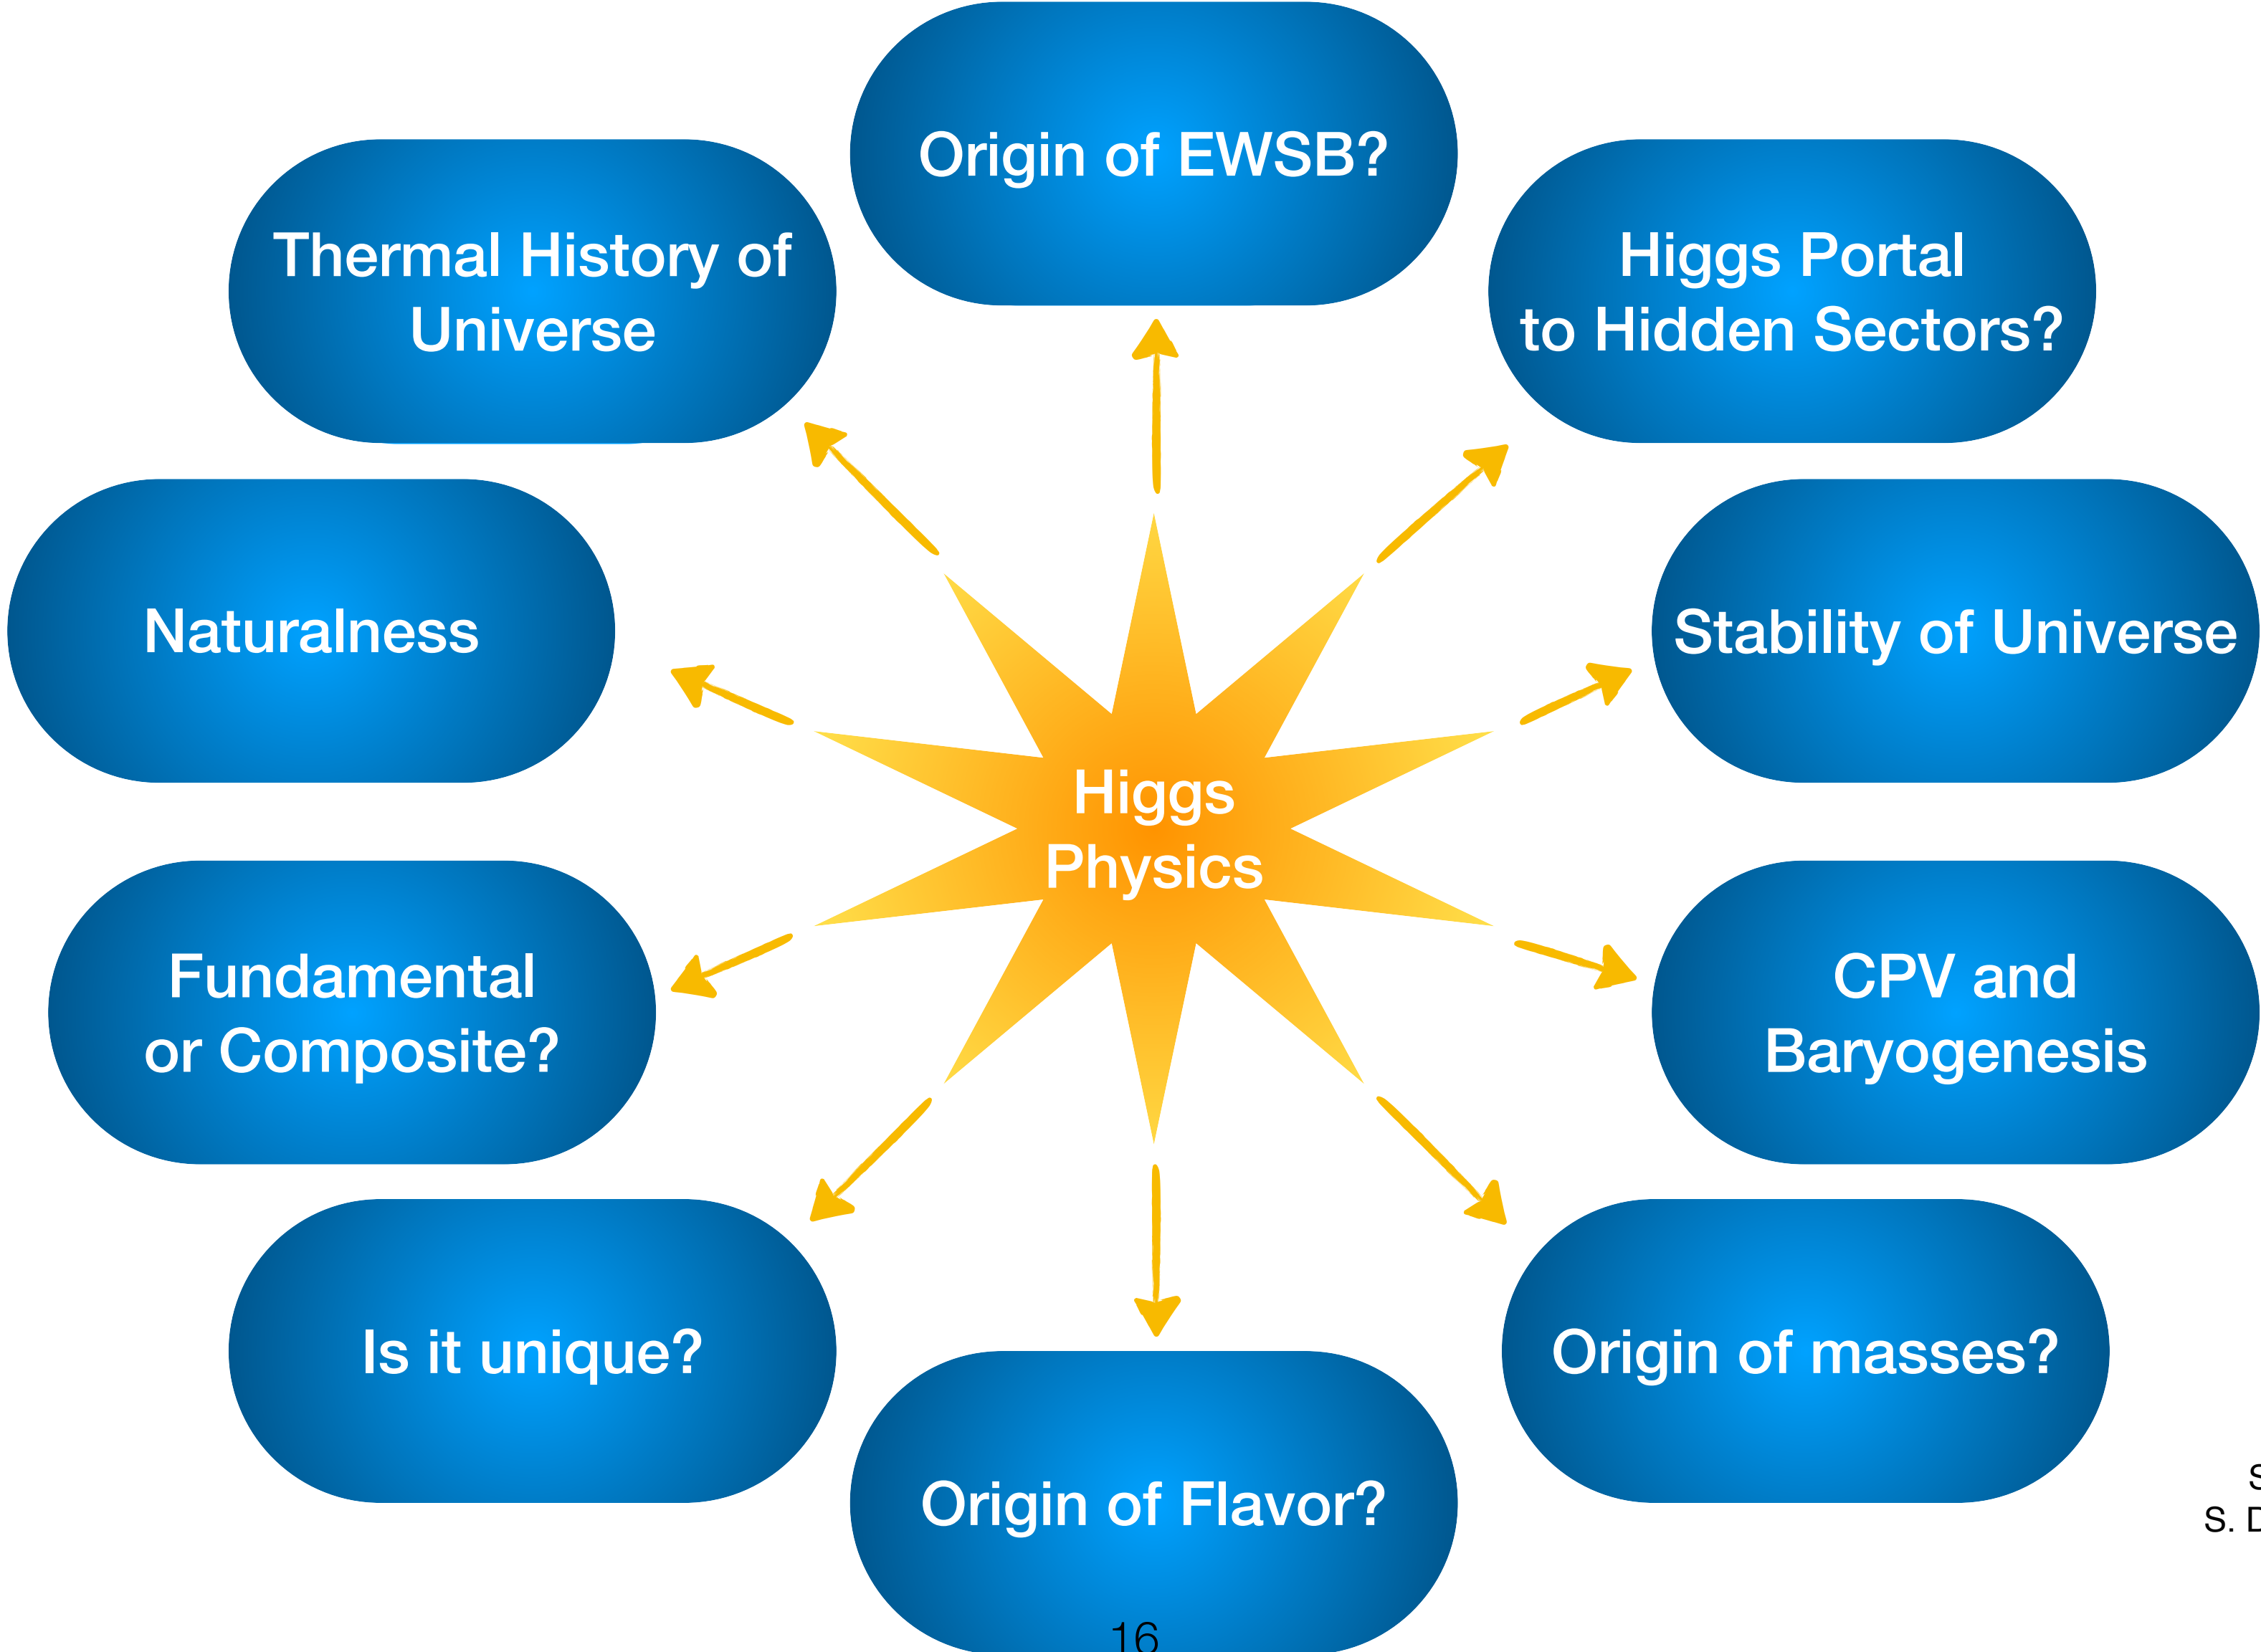 Origin of EWSB?
Thermal History of
Universe
Higgs Portal
to Hidden Sectors?
Naturalness
Stability of Universe
Higgs
Physics
Fundamental
or Composite?
CPV and
Baryogenesis
Is it unique?
Origin of masses?
Origin of Flavor?
S.
16